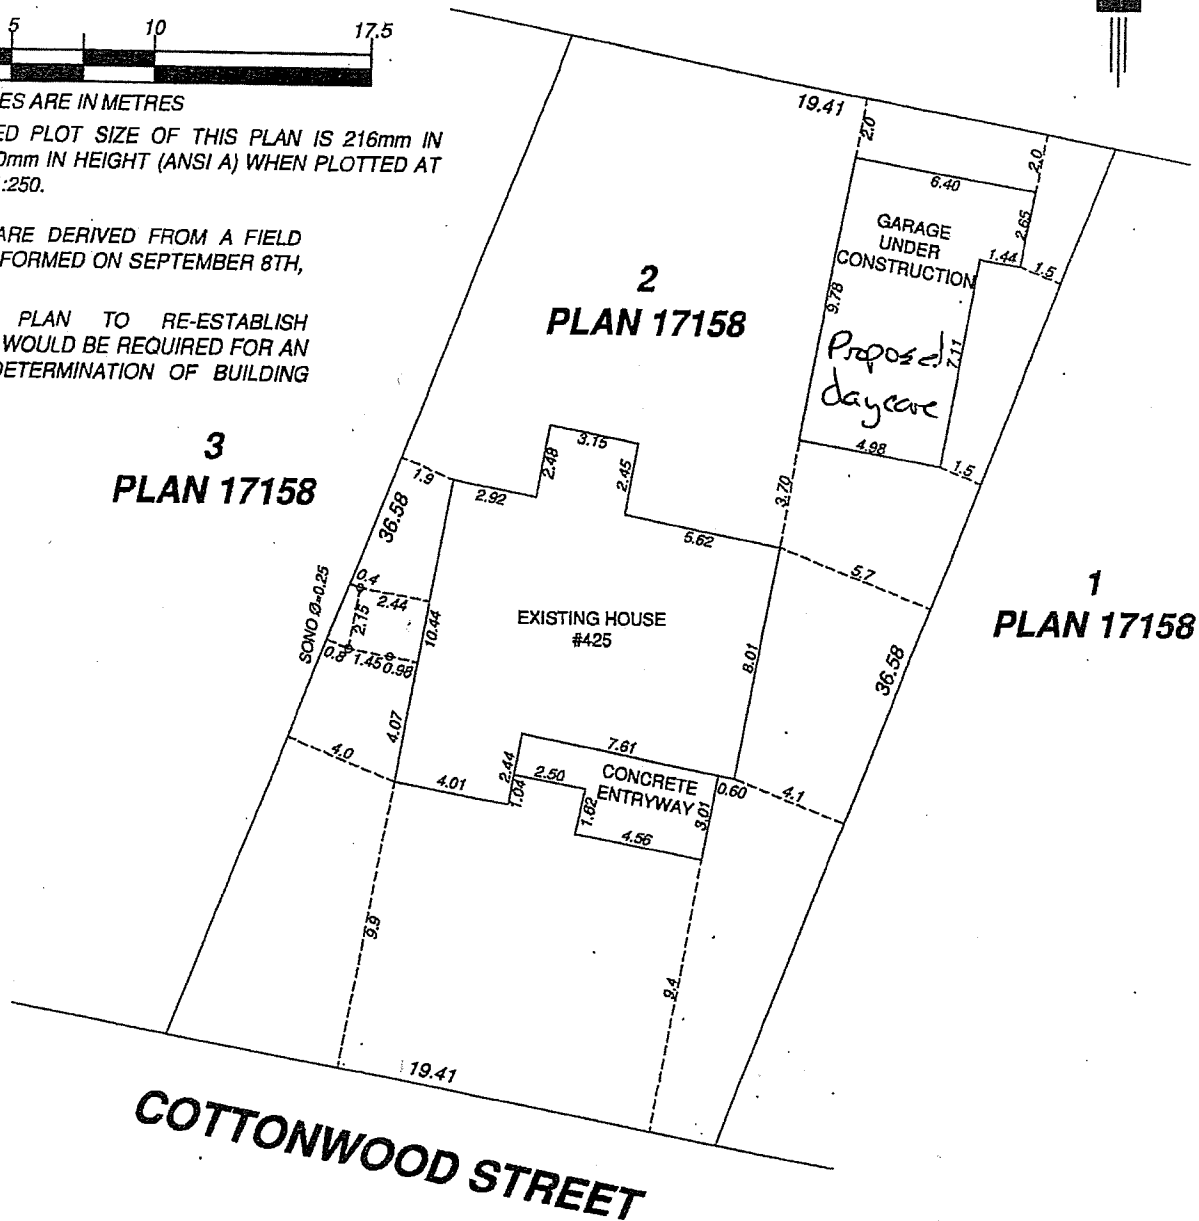 5 10 17.5
ES ARE IN METRES
ED PLOT SIZE OF THIS PLAN IS 216mm IN
0mm IN HEIGHT (ANSI A) WHEN PLOTTED AT
:250.
ARE DERIVED FROM A FIELD
FORMED ON SEPTEMBER 8TH,
PLAN TO RE-ESTABLISH
WOULD BE REQUIRED FOR AN
DETERMINATION OF BUILDING
19.41
2.0
2.0
6.40
2.65
GARAGE
UNDER
CONSTRUCTION
1.44
1.5
9.78
7.11
Proposed
daycare
4.98
1.5
3.70
2
PLAN 17158
3
PLAN 17158
1
PLAN 17158
3.15
2.48
2.45
1.9
2.92
5.62
5.7
36.58
36.58
SONO Ø=0.25
0.4
2.44
2.75
0.8
1.45
0.98
10.44
EXISTING HOUSE
#425
8.01
4.07
4.0
4.01
7.61
2.44
2.50
1.04
CONCRETE
ENTRYWAY
1.62
3.01
0.60
4.1
4.56
9.9
9.4
19.41
COTTONWOOD STREET